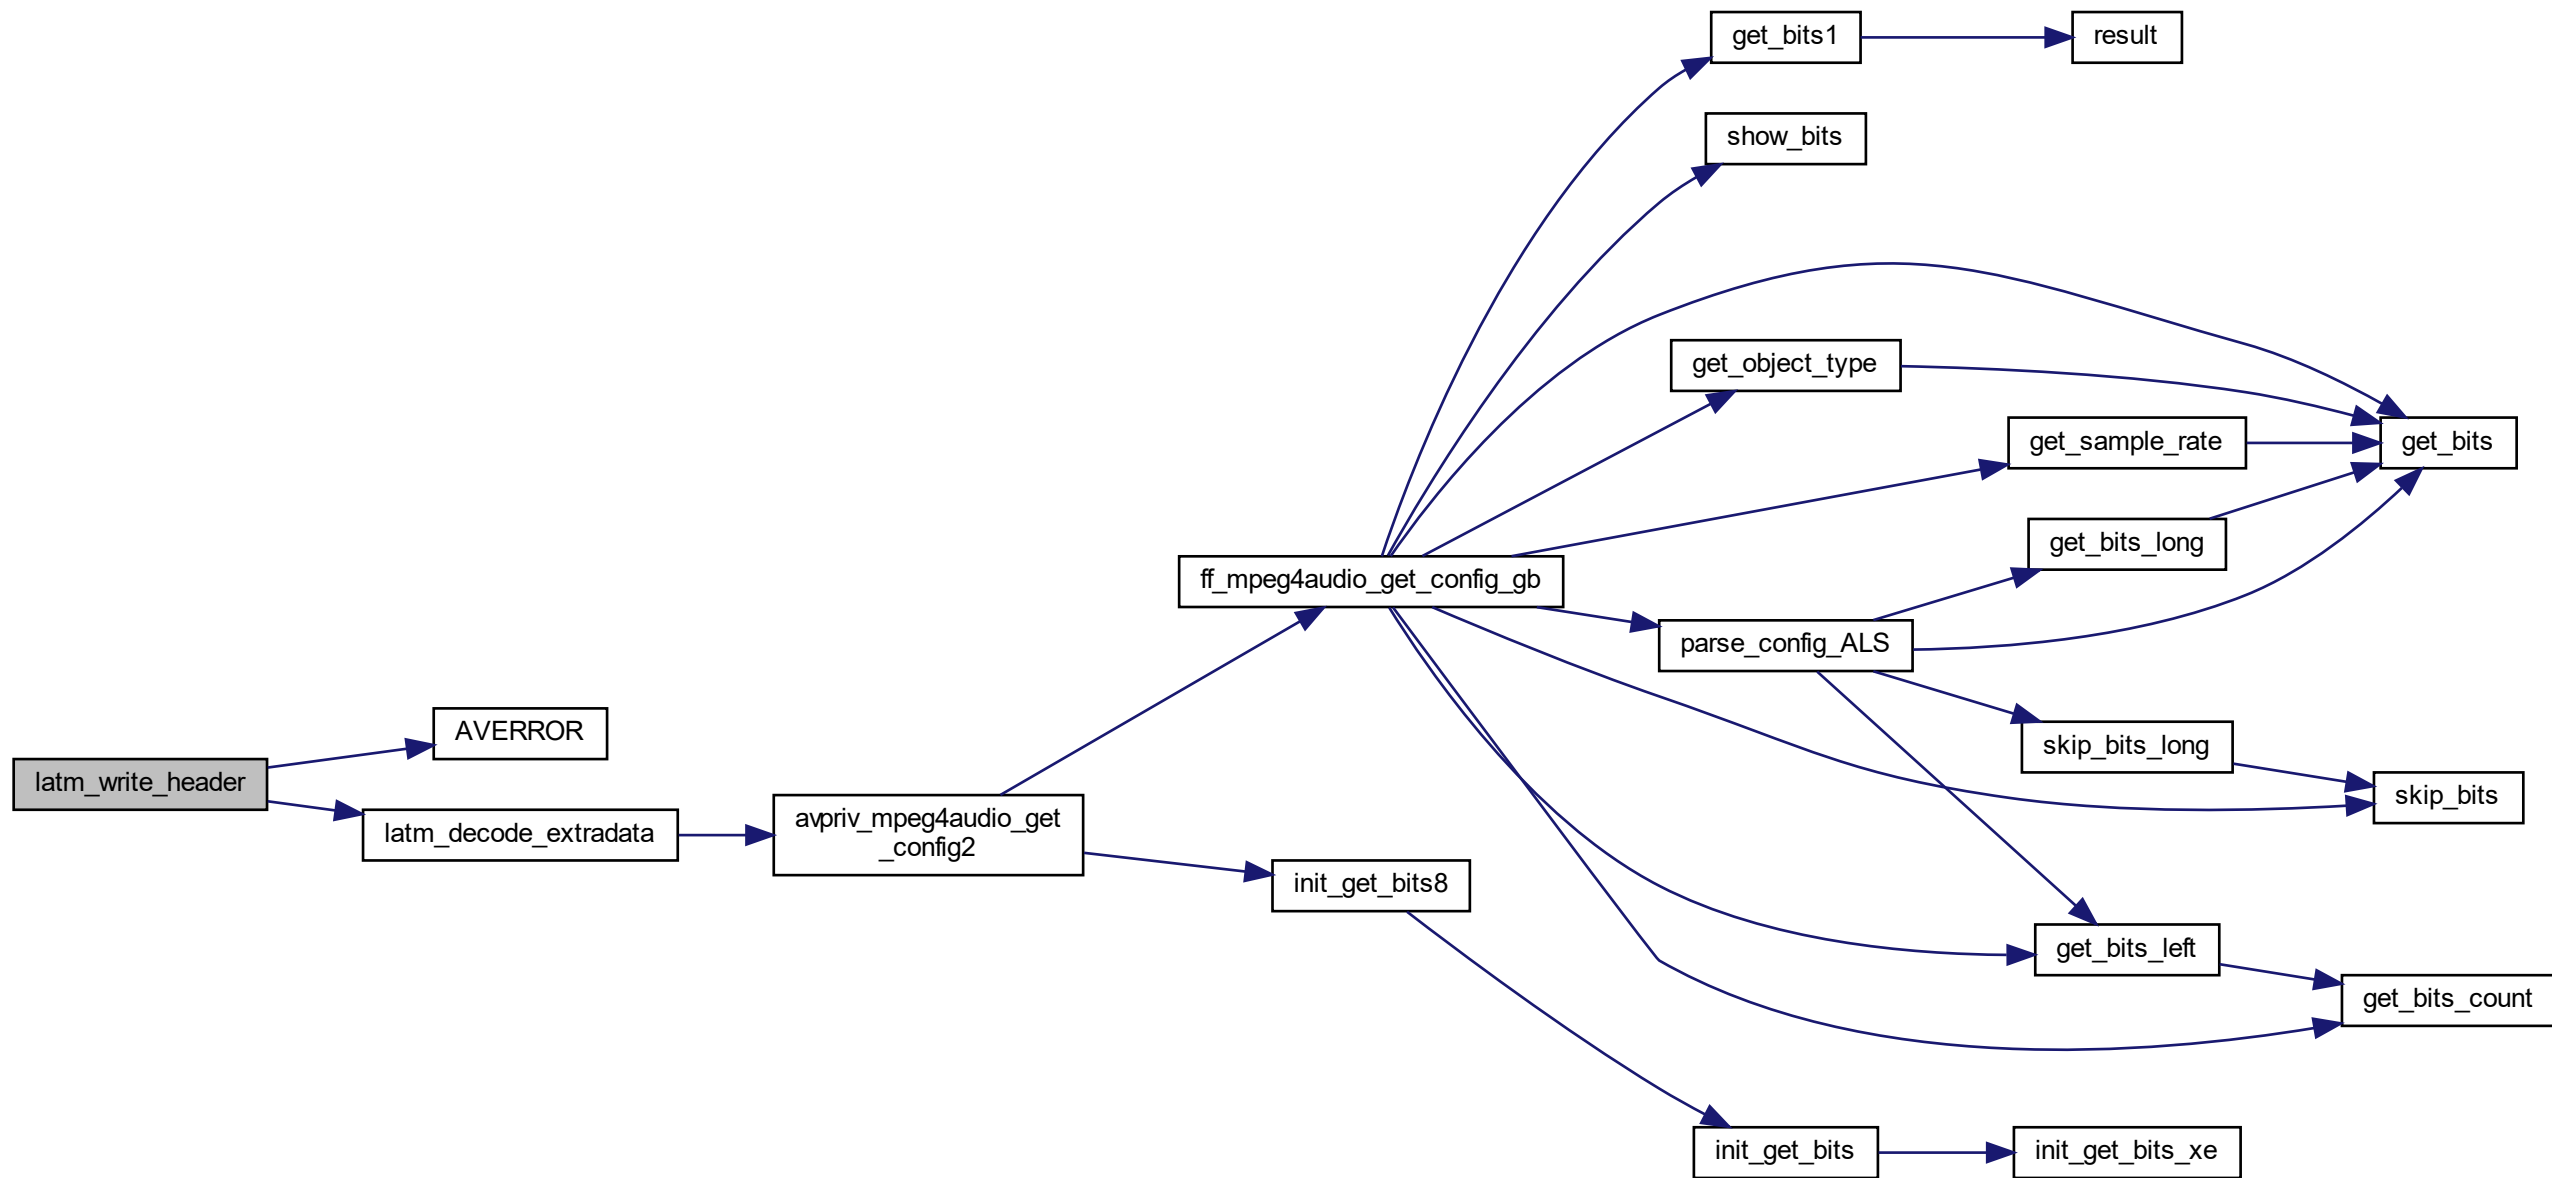 get_bits1
result
show_bits
get_object_type
get_sample_rate
get_bits
get_bits_long
ff_mpeg4audio_get_config_gb
parse_config_ALS
AVERROR
skip_bits_long
latm_write_header
skip_bits
latm_decode_extradata
avpriv_mpeg4audio_get
_config2
init_get_bits8
get_bits_left
get_bits_count
init_get_bits
init_get_bits_xe